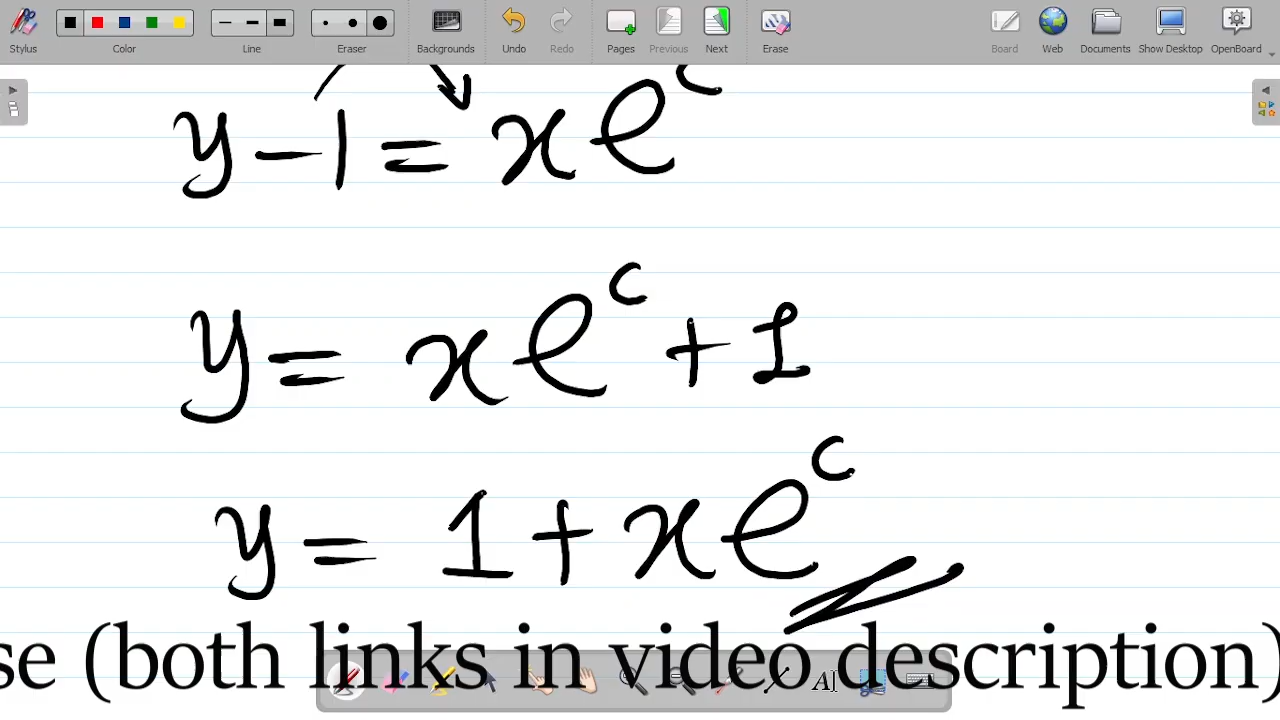 Stylus Color Line Eraser Backgrounds Undo Redo Pages Previous Next Erase Board Web Documents Show Desktop OpenBoard
y - 1 = xe^c
y = xe^c + 1
y = 1 + xe^c
se (both links in video description)